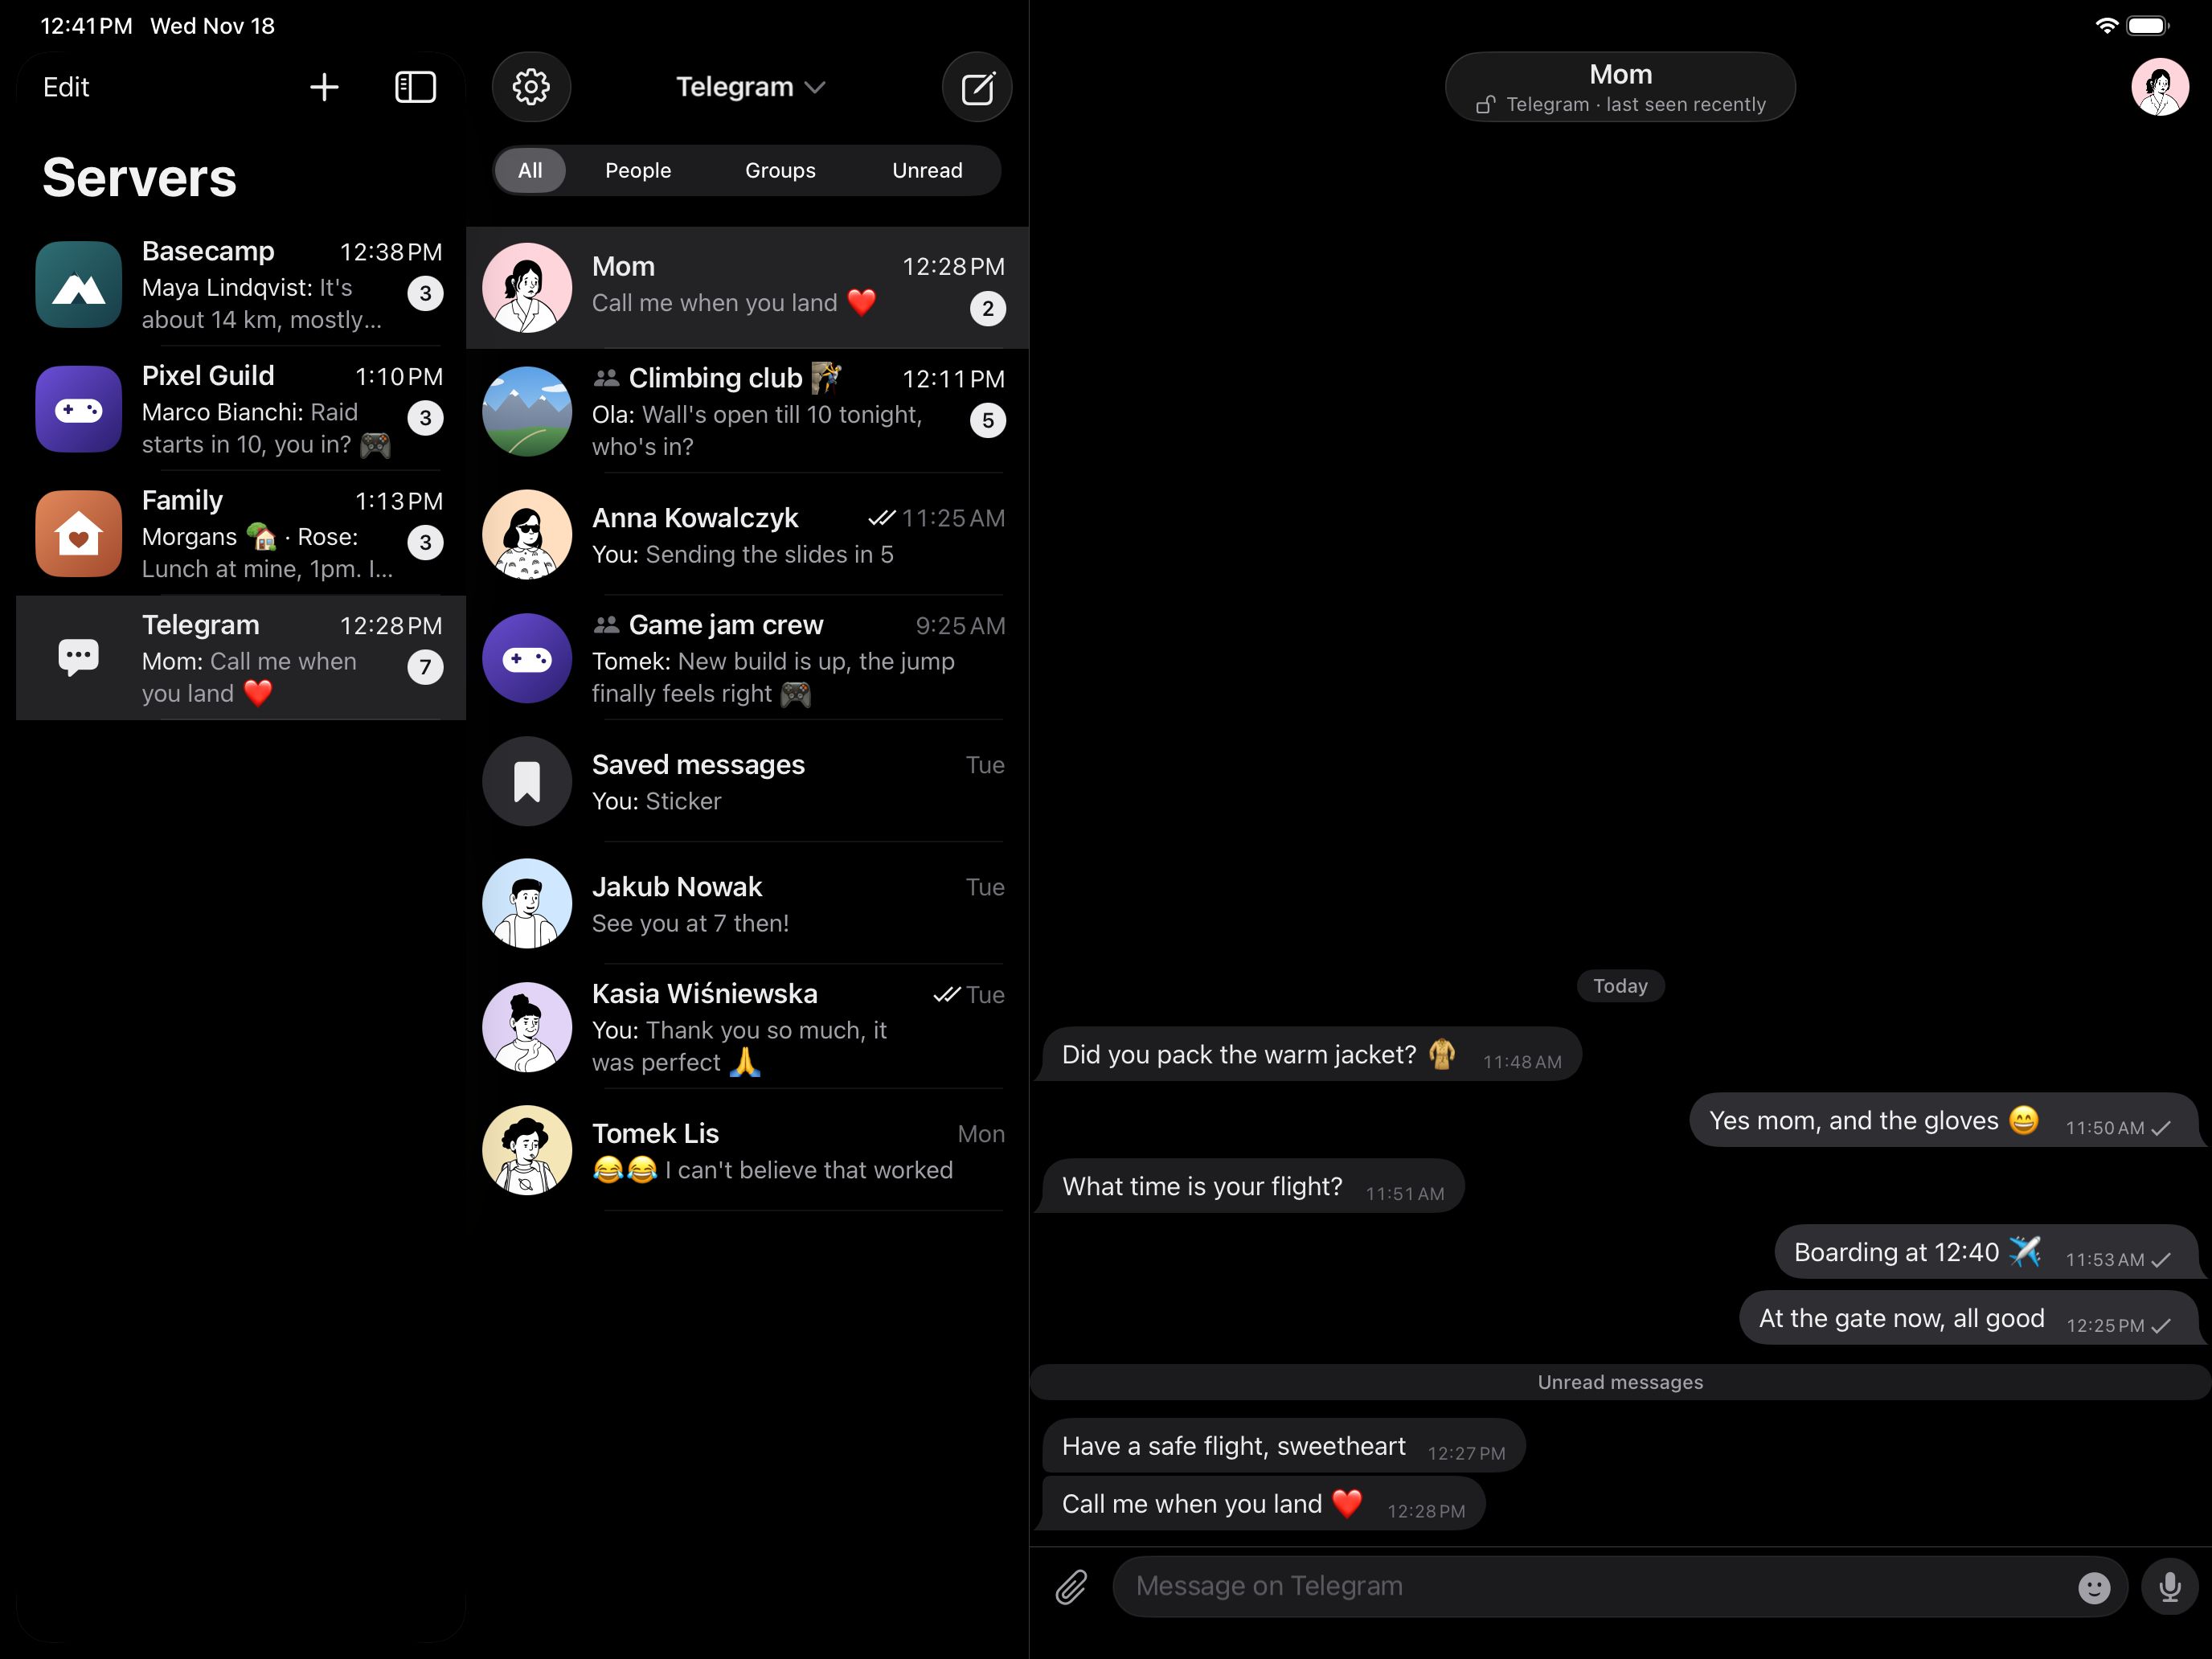 12:41 PM Wed Nov 18
Edit
Servers
Basecamp 12:38 PM
Maya Lindqvist: It's
about 14 km, mostly...
3
Pixel Guild 1:10 PM
Marco Bianchi: Raid
starts in 10, you in? 🎮
3
Family 1:13 PM
Morgans 🏡 · Rose:
Lunch at mine, 1pm. I...
3
Telegram 12:28 PM
Mom: Call me when
you land ❤️
7
Telegram
All People Groups Unread
Mom 12:28 PM
Call me when you land ❤️
2
Climbing club 🧗 12:11 PM
Ola: Wall's open till 10 tonight,
who's in?
5
Anna Kowalczyk 11:25 AM
You: Sending the slides in 5
Game jam crew 9:25 AM
Tomek: New build is up, the jump
finally feels right 🎮
Saved messages Tue
You: Sticker
Jakub Nowak Tue
See you at 7 then!
Kasia Wiśniewska Tue
You: Thank you so much, it
was perfect 🙏
Tomek Lis Mon
😂😂 I can't believe that worked
Mom
Telegram · last seen recently
Today
Did you pack the warm jacket? 🧥 11:48 AM
Yes mom, and the gloves 😄 11:50 AM
What time is your flight? 11:51 AM
Boarding at 12:40 ✈️ 11:53 AM
At the gate now, all good 12:25 PM
Unread messages
Have a safe flight, sweetheart 12:27 PM
Call me when you land ❤️ 12:28 PM
Message on Telegram